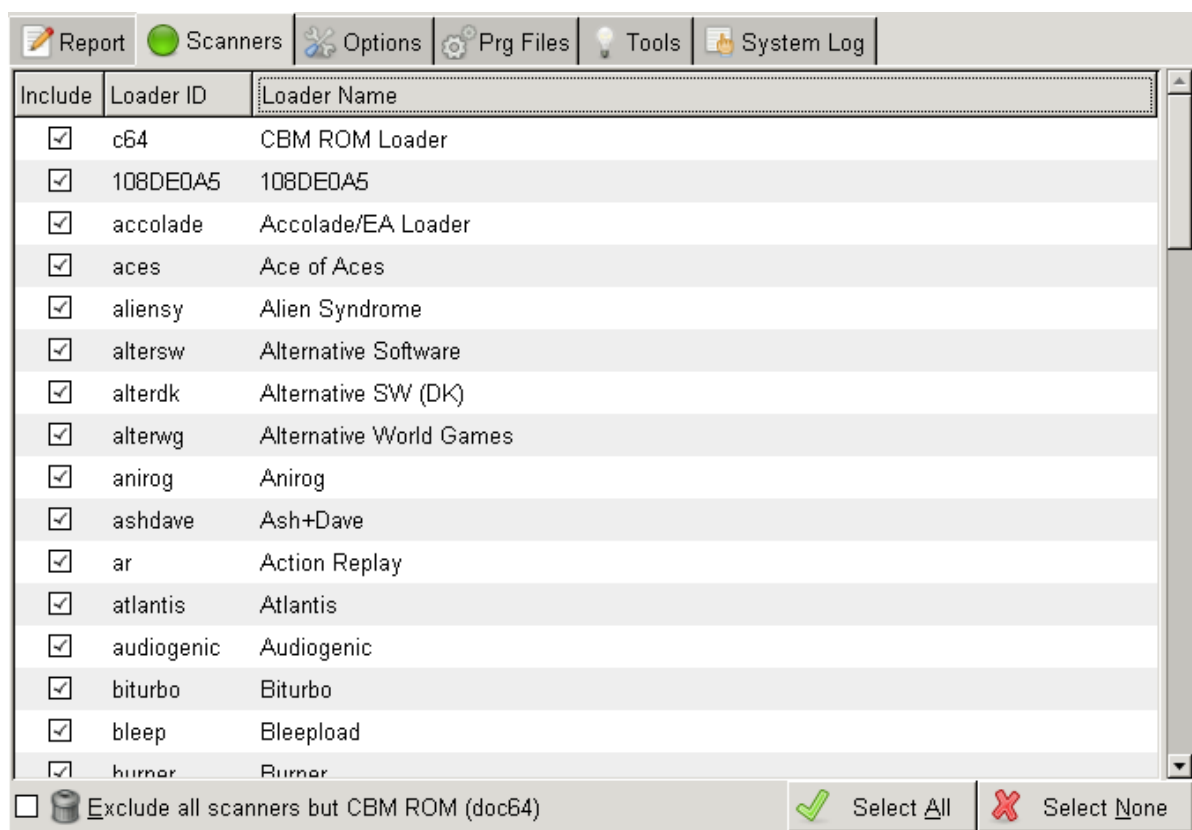 Report Scanners Options Prg Files Tools System Log
Include Loader ID Loader Name
c64 CBM ROM Loader
108DE0A5 108DE0A5
accolade Accolade/EA Loader
aces Ace of Aces
aliensy Alien Syndrome
altersw Alternative Software
alterdk Alternative SW (DK)
alterwg Alternative World Games
anirog Anirog
ashdave Ash+Dave
ar Action Replay
atlantis Atlantis
audiogenic Audiogenic
biturbo Biturbo
bleep Bleepload
burner Burner
Exclude all scanners but CBM ROM (doc64) Select All Select None